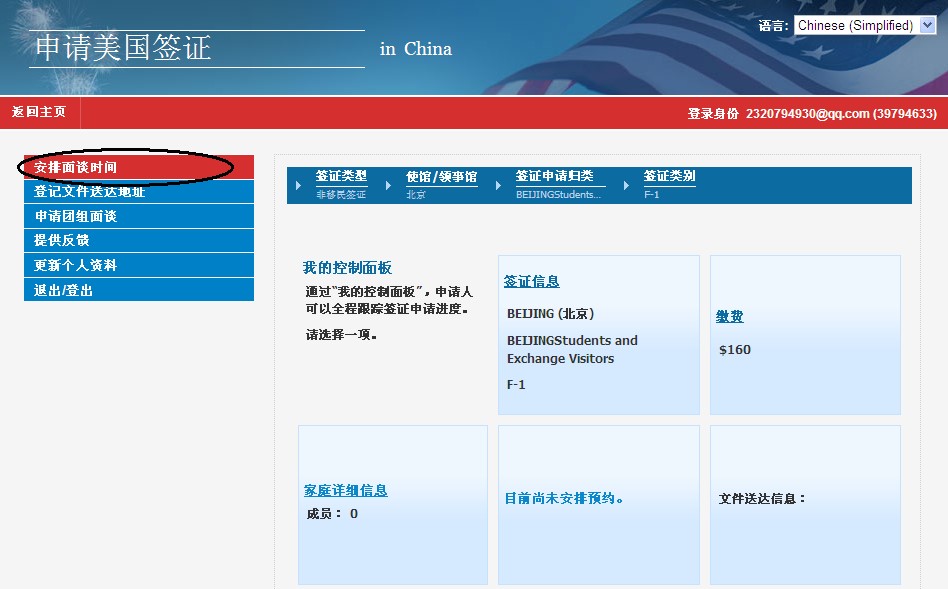 申请美国签证
in China
语言: Chinese (Simplified)
返回主页
登录身份 2320794930@qq.com (39794633)
安排面谈时间
登记文件送达地址
申请团组面谈
提供反馈
更新个人资料
退出/登出
签证类型
非移民签证
使馆/领事馆
北京
签证申请归类
BEIJINGStudents...
签证类别
F-1
我的控制面板
通过"我的控制面板", 申请人
可以全程跟踪签证申请进度。
请选择一项。
签证信息
BEIJING (北京)
BEIJINGStudents and
Exchange Visitors
F-1
缴费
$160
家庭详细信息
成员: 0
目前尚未安排预约。
文件送达信息: